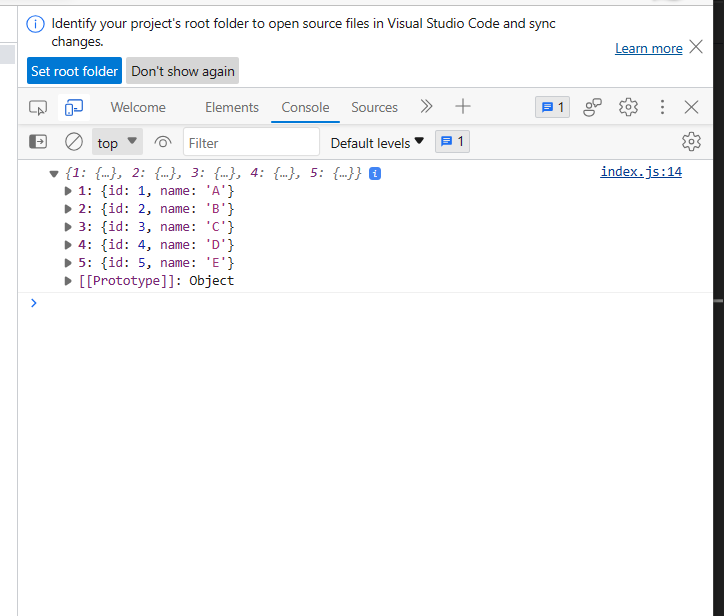 Identify your project's root folder to open source files in Visual Studio Code and sync
changes.
Learn more
Set root folder Don't show again
Welcome Elements Console Sources 1
top Filter Default levels 1
{1: {…}, 2: {…}, 3: {…}, 4: {…}, 5: {…}} i index.js:14
1: {id: 1, name: 'A'}
2: {id: 2, name: 'B'}
3: {id: 3, name: 'C'}
4: {id: 4, name: 'D'}
5: {id: 5, name: 'E'}
[[Prototype]]: Object